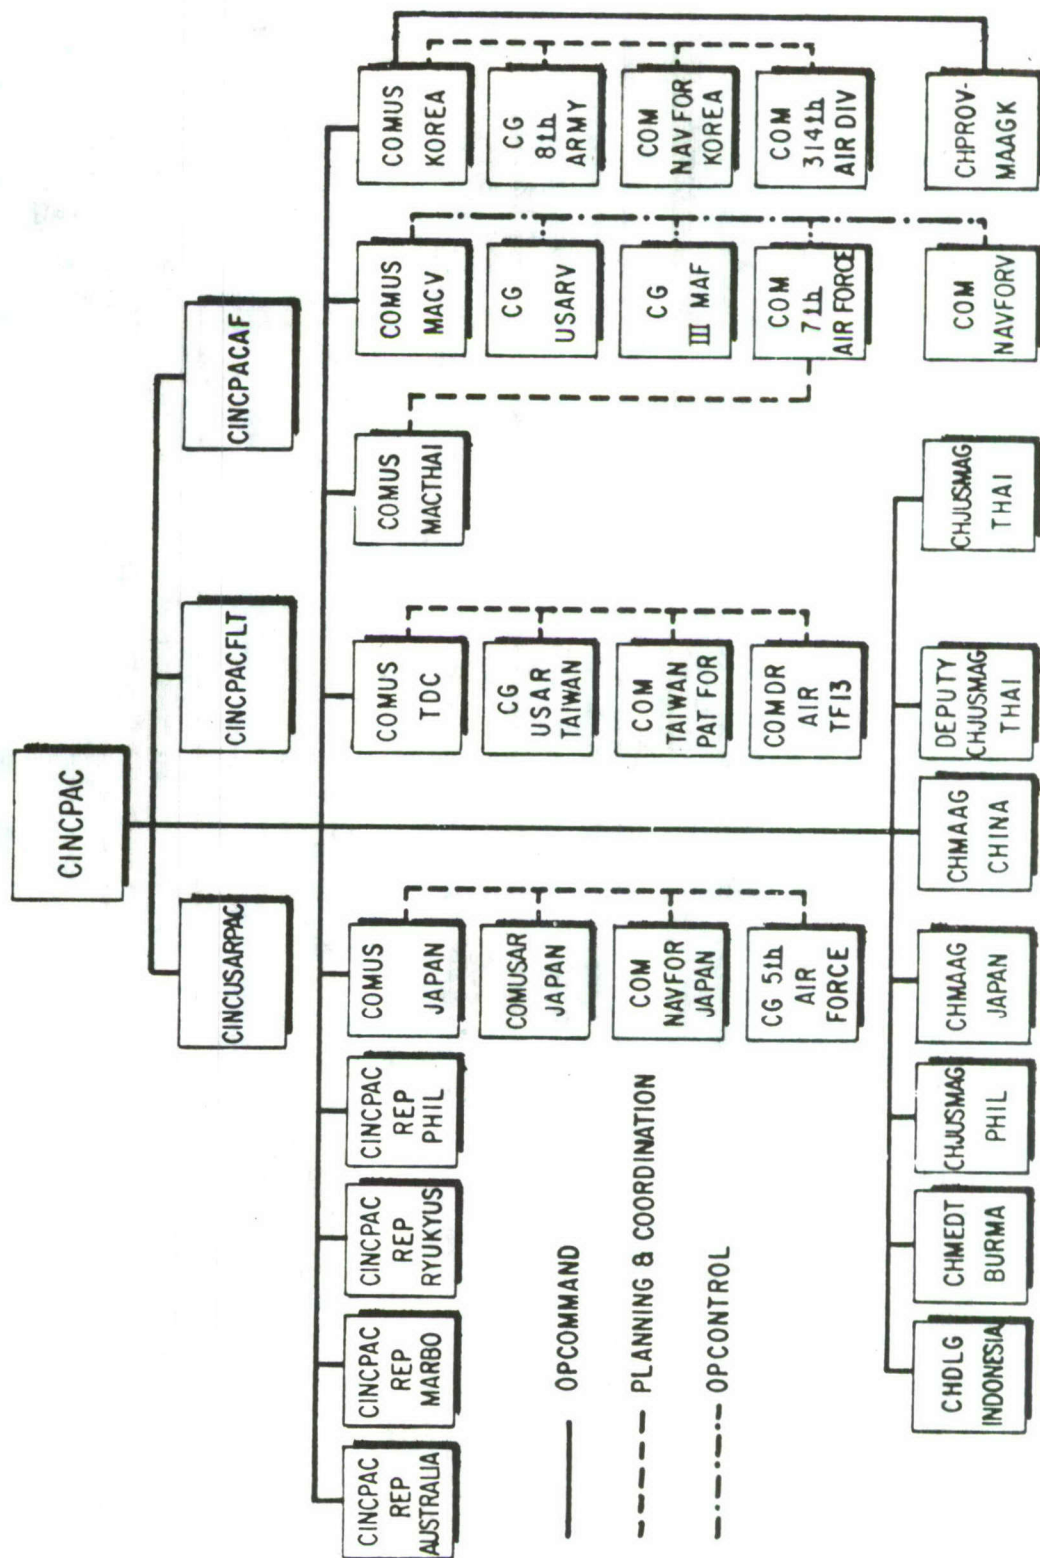 CINCPAC
CINCUSARPAC
CINCPACFLT
CINCPACAF
CINCPAC
REP
AUSTRALIA
CINCPAC
REP
MARBO
CINCPAC
REP
RYUKYUS
CINCPAC
REP
PHIL
COMUS
JAPAN
COMUS
TDC
COMUS
MACTHAI
COMUS
MACV
COMUS
KOREA
COMUSAR
JAPAN
CG
USAR
TAIWAN
CG
USARV
CG
8th
ARMY
COM
NAVFOR
JAPAN
COM
TAIWAN
PAT FOR
CG
III MAF
COM
NAVFOR
KOREA
CG 5th
AIR
FORCE
COMDR
AIR
TF13
COM
7th
AIR FORCE
COM
314th
AIR DIV
OPCOMMAND
PLANNING & COORDINATION
OPCONTROL
CHDLG
INDONESIA
CHMEDT
BURMA
CHJUSMAG
PHIL
CHMAAG
JAPAN
CHMAAG
CHINA
DEPUTY
CHJUSMAG
THAI
CHJUSMAG
THAI
COM
NAVFORV
CHPROV-
MAAGK